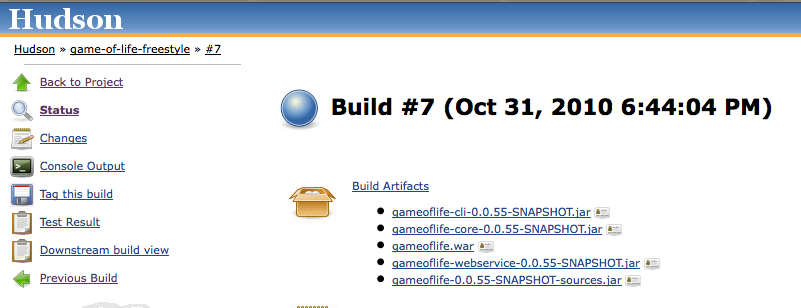 Hudson
Hudson » game-of-life-freestyle » #7
Back to Project
Status
Changes
Console Output
Tag this build
Test Result
Downstream build view
Previous Build
Build #7 (Oct 31, 2010 6:44:04 PM)
Build Artifacts
gameoflife-cli-0.0.55-SNAPSHOT.jar
gameoflife-core-0.0.55-SNAPSHOT.jar
gameoflife.war
gameoflife-webservice-0.0.55-SNAPSHOT.jar
gameoflife-0.0.55-SNAPSHOT-sources.jar